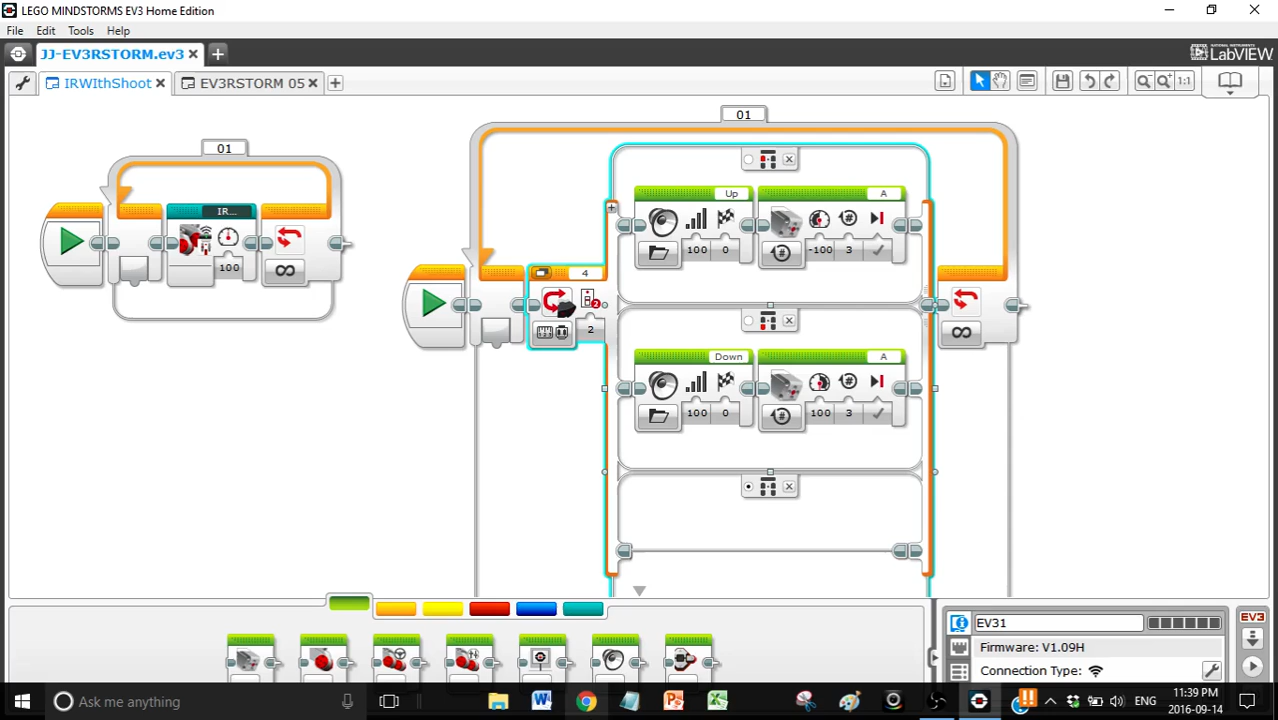 LEGO MINDSTORMS EV3 Home Edition
File Edit Tools Help
JJ-EV3RSTORM.ev3
LabVIEW
IRWIthShoot EV3RSTORM 05
1:1
01
01
Up A
IR...
100 0 -100 3
100
4
2
Down A
100 0 100 3
EV31
EV3
Firmware: V1.09H
Connection Type:
Ask me anything
ENG
11:39 PM
2016-09-14